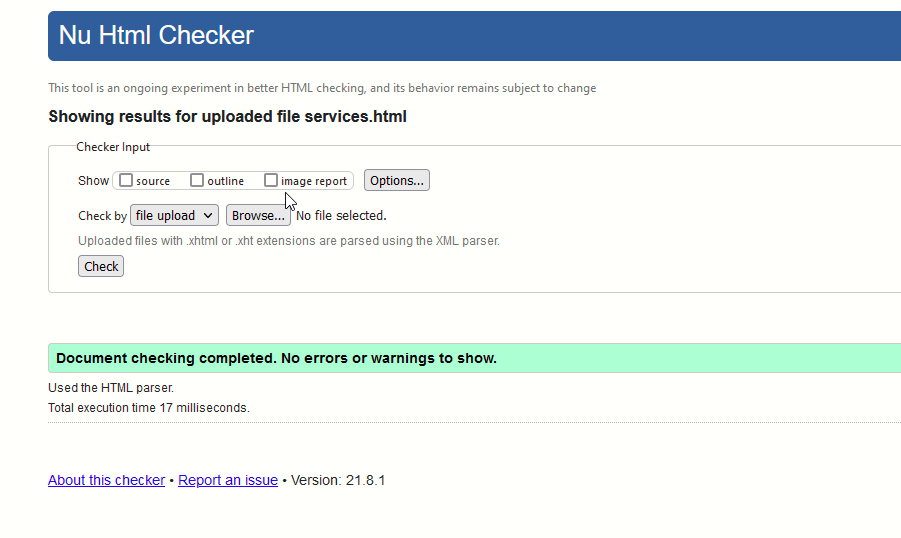 Nu Html Checker
This tool is an ongoing experiment in better HTML checking, and its behavior remains subject to change
Showing results for uploaded file services.html
Checker Input
Show source outline image report Options...
Check by file upload Browse... No file selected.
Uploaded files with .xhtml or .xht extensions are parsed using the XML parser.
Check
Document checking completed. No errors or warnings to show.
Used the HTML parser.
Total execution time 17 milliseconds.
About this checker • Report an issue • Version: 21.8.1